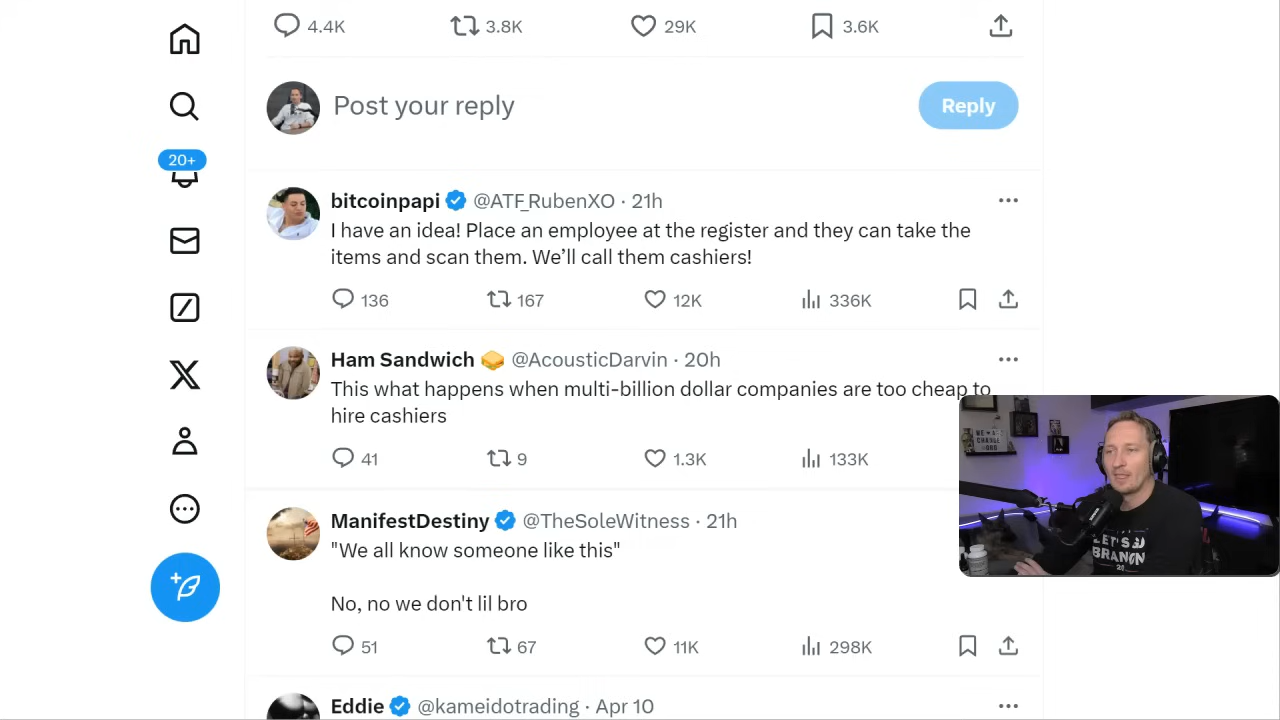 4.4K 3.8K 29K 3.6K
Post your reply
Reply
20+
bitcoinpapi @ATF_RubenXO · 21h
I have an idea! Place an employee at the register and they can take the
items and scan them. We’ll call them cashiers!
136 167 12K 336K
Ham Sandwich @AcousticDarvin · 20h
This what happens when multi-billion dollar companies are too cheap to
hire cashiers
41 9 1.3K 133K
ManifestDestiny @TheSoleWitness · 21h
"We all know someone like this"
No, no we don't lil bro
51 67 11K 298K
Eddie @kameidotrading · Apr 10
WE A
CHANGE
LET'S
BRANDON